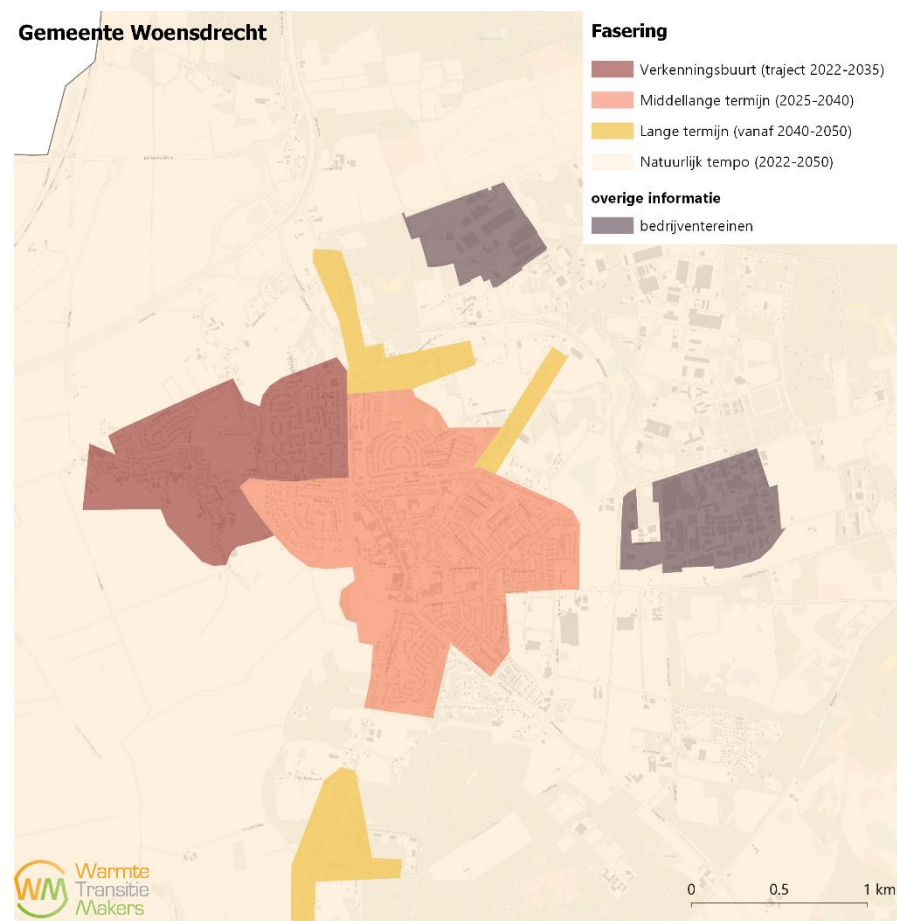 Gemeente Woensdrecht
Fasering
Verkenningsbuurt (traject 2022-2035)
Middellange termijn (2025-2040)
Lange termijn (vanaf 2040-2050)
Natuurlijk tempo (2022-2050)
overige informatie
bedrijventereinen
WM
Warmte
Transitie
Makers
0 0.5 1 km